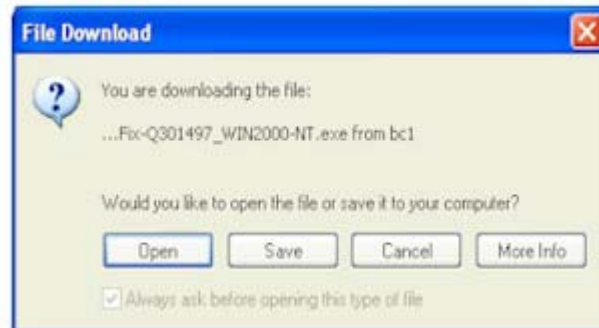 File Download
You are downloading the file:
...Fix-Q301497_WIN2000-NT.exe from bc1
Would you like to open the file or save it to your computer?
Open Save Cancel More Info
Always ask before opening this type of file